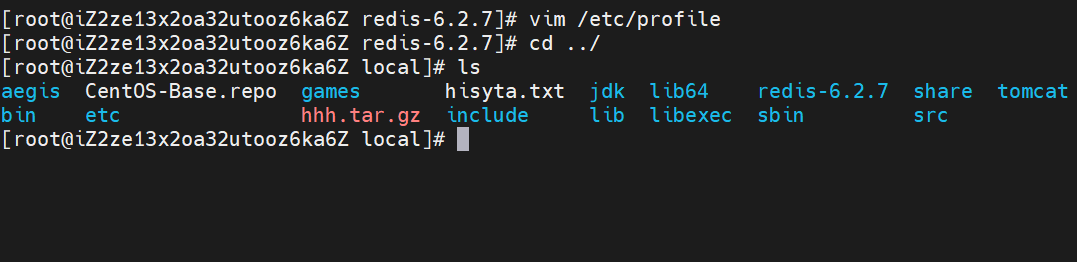 [root@iZ2ze13x2oa32utooz6ka6Z redis-6.2.7]# vim /etc/profile
[root@iZ2ze13x2oa32utooz6ka6Z redis-6.2.7]# cd ../
[root@iZ2ze13x2oa32utooz6ka6Z local]# ls
aegis CentOS-Base.repo games hisyta.txt jdk lib64 redis-6.2.7 share tomcat
bin etc hhh.tar.gz include lib libexec sbin src
[root@iZ2ze13x2oa32utooz6ka6Z local]#